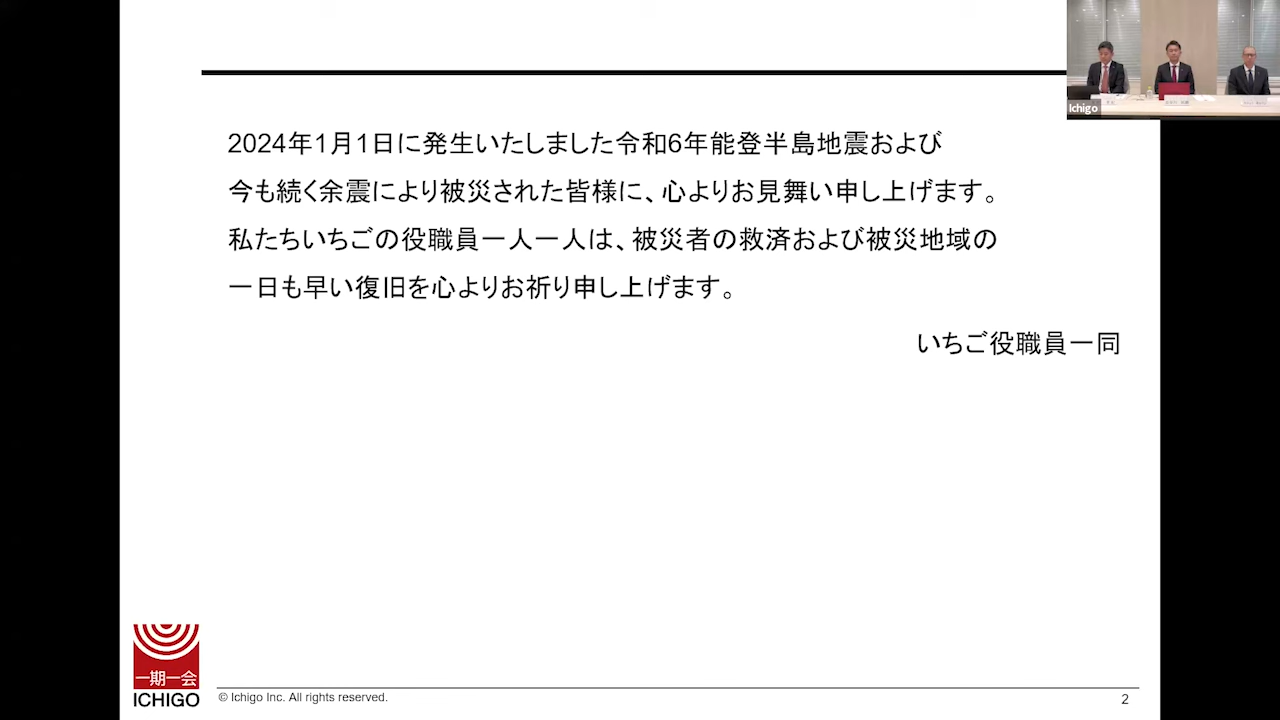 Ichigo
2024年1月1日に発生いたしました令和6年能登半島地震および
今も続く余震により被災された皆様に、心よりお見舞い申し上げます。
私たちいちごの役職員一人一人は、被災者の救済および被災地域の
一日も早い復旧を心よりお祈り申し上げます。
いちご役職員一同
一期一会
ICHIGO
© Ichigo Inc. All rights reserved.
2